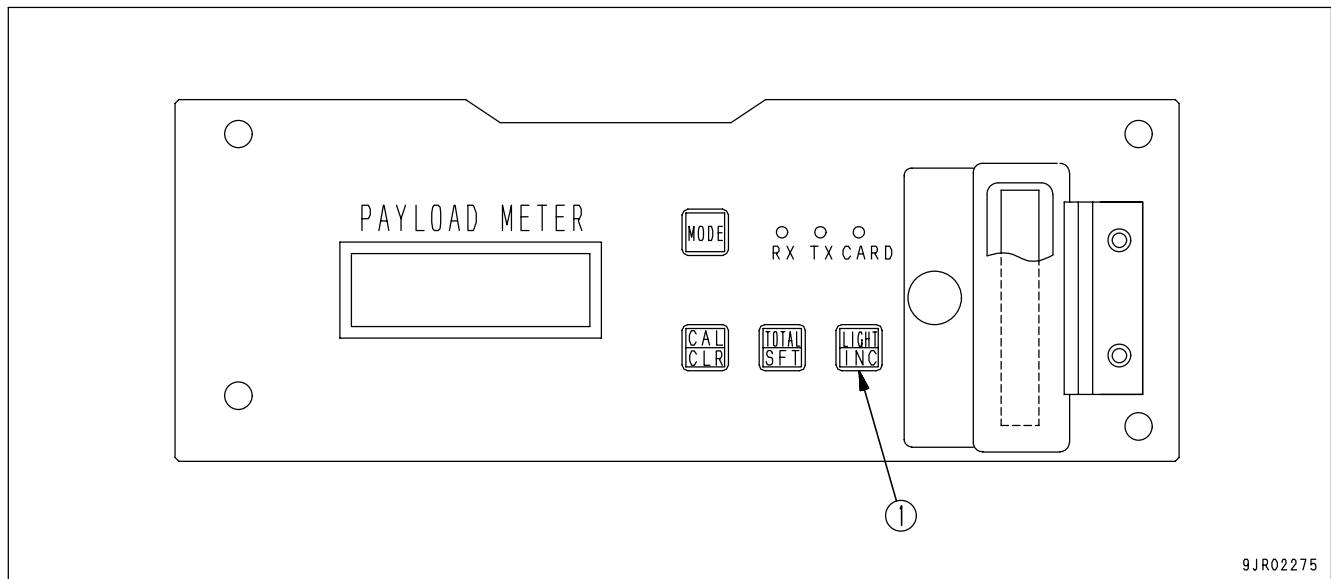 PAYLOAD METER
MODE
RX TX CARD
CAL
CLR
TOTAL
SFT
LIGHT
INC
1
9JR02275